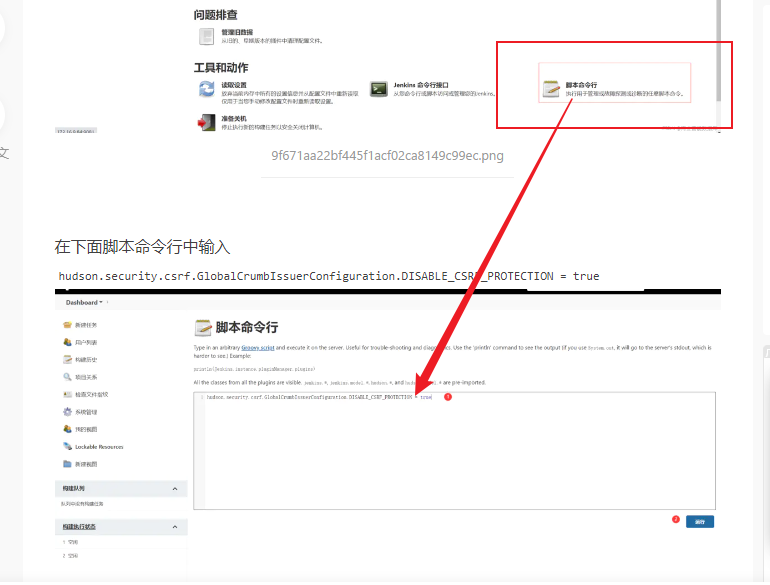 问题排查
管理旧数据
从旧的、早期版本的插件中清理配置文件。
工具和动作
读取设置
放弃当前内存中所有的设置信息并从配置文件中重新读取
仅用于当您手动修改配置文件时重新读取设置。
Jenkins 命令行接口
从您命令行或脚本访问或管理您的Jenkins。
脚本命令行
执行用于管理或故障探测或诊断的任意脚本命令。
准备关机
停止执行新的构建任务以安全关闭计算机。
文
9f671aa22bf445f1acf02ca8149c99ec.png
在下面脚本命令行中输入
hudson.security.csrf.GlobalCrumbIssuerConfiguration.DISABLE_CSRF_PROTECTION = true
Dashboard
新建任务
用户列表
构建历史
项目关系
检查文件指纹
系统管理
我的视图
Lockable Resources
新建视图
构建队列
队列中没有构建任务
构建执行状态
1 空闲
2 空闲
脚本命令行
Type in an arbitrary Groovy script and execute it on the server. Useful for trouble-shooting and diagnostics. Use the 'println' command to see the output (if you use System.out, it will go to the server's stdout, which is
harder to see.) Example:
println(Jenkins.instance.pluginManager.plugins)
All the classes from all the plugins are visible. jenkins.*, jenkins.model.*, hudson.*, and hudson.model.* are pre-imported.
1 hudson.security.csrf.GlobalCrumbIssuerConfiguration.DISABLE_CSRF_PROTECTION = true
1
2
运行